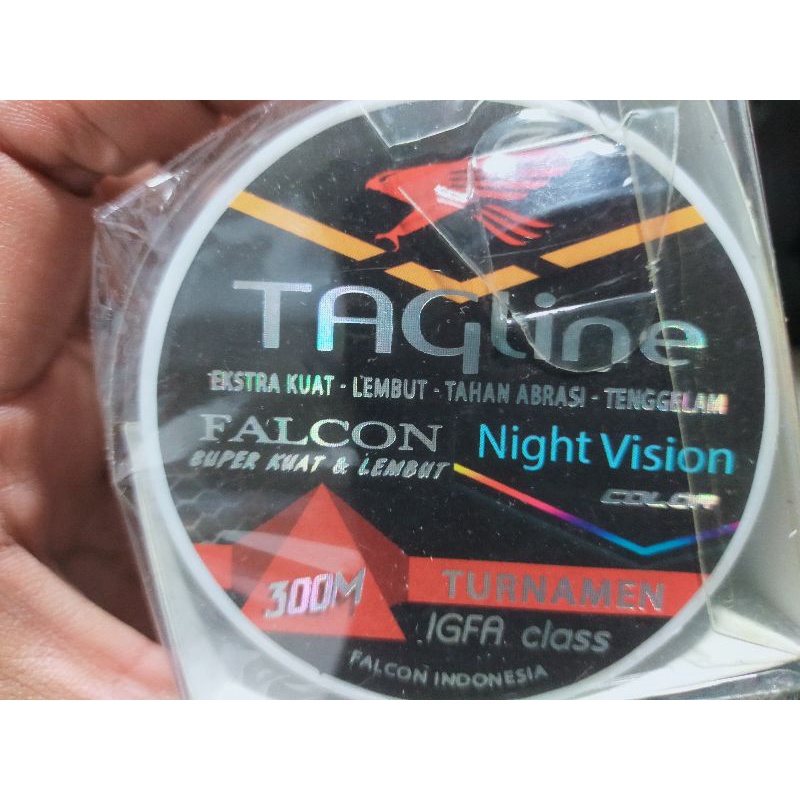 TAGline
EKSTRA KUAT - LEMBUT - TAHAN ABRASI - TENGGELAM
FALCON
SUPER KUAT & LEMBUT
Night Vision
COLOR
300M
TURNAMEN
IGFA class
FALCON INDONESIA